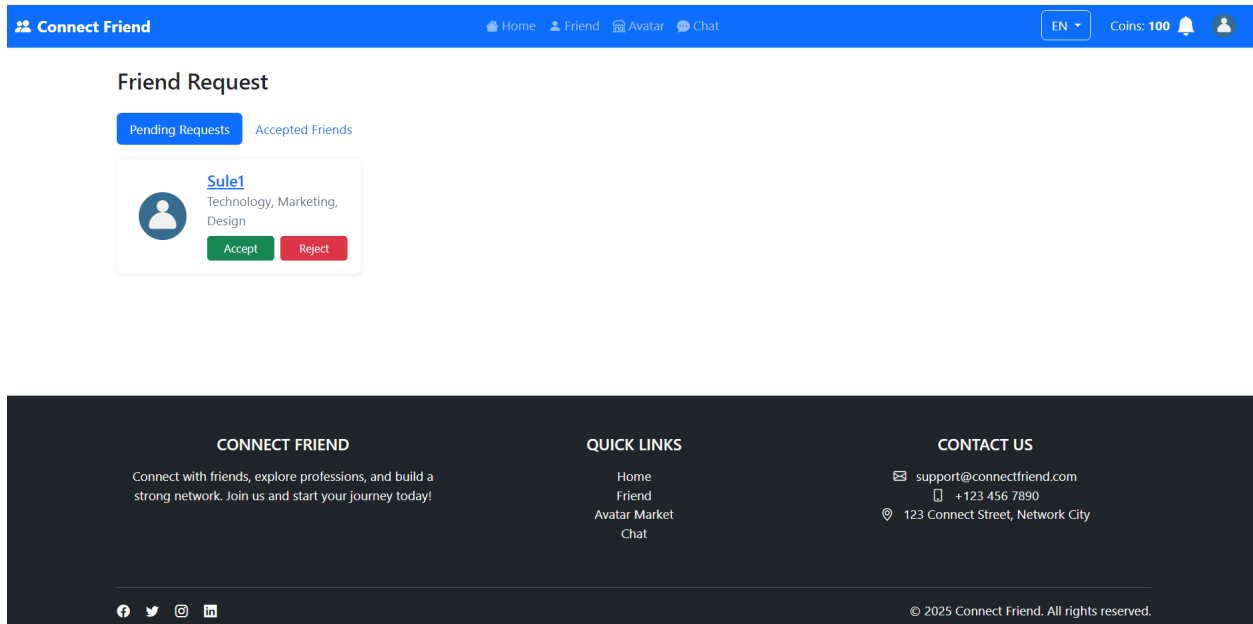 Connect Friend
Home Friend Avatar Chat
EN
Coins: 100
Friend Request
Pending Requests
Accepted Friends
Sule1
Technology, Marketing,
Design
Accept
Reject
CONNECT FRIEND
Connect with friends, explore professions, and build a
strong network. Join us and start your journey today!
QUICK LINKS
Home
Friend
Avatar Market
Chat
CONTACT US
support@connectfriend.com
+123 456 7890
123 Connect Street, Network City
© 2025 Connect Friend. All rights reserved.